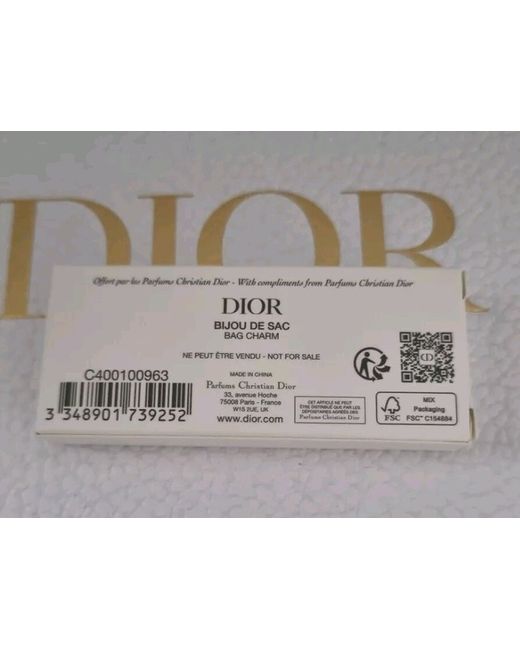 DIOR
Offert par les Parfums Christian Dior - With compliments from Parfums Christian Dior
DIOR
BIJOU DE SAC
BAG CHARM
NE PEUT ÊTRE VENDU - NOT FOR SALE
C400100963
3 348901 739252
MADE IN CHINA
Parfums Christian Dior
33, avenue Hoche
75008 Paris - France
W15 2UE, UK
www.dior.com
CET ARTICLE NE PEUT
ÊTRE DISTRIBUÉ QUE PAR LES
DÉPOSITAIRES AGRÉÉS DES
Parfums Christian Dior
FSC
MIX
Packaging
FSC™ C154884
CD